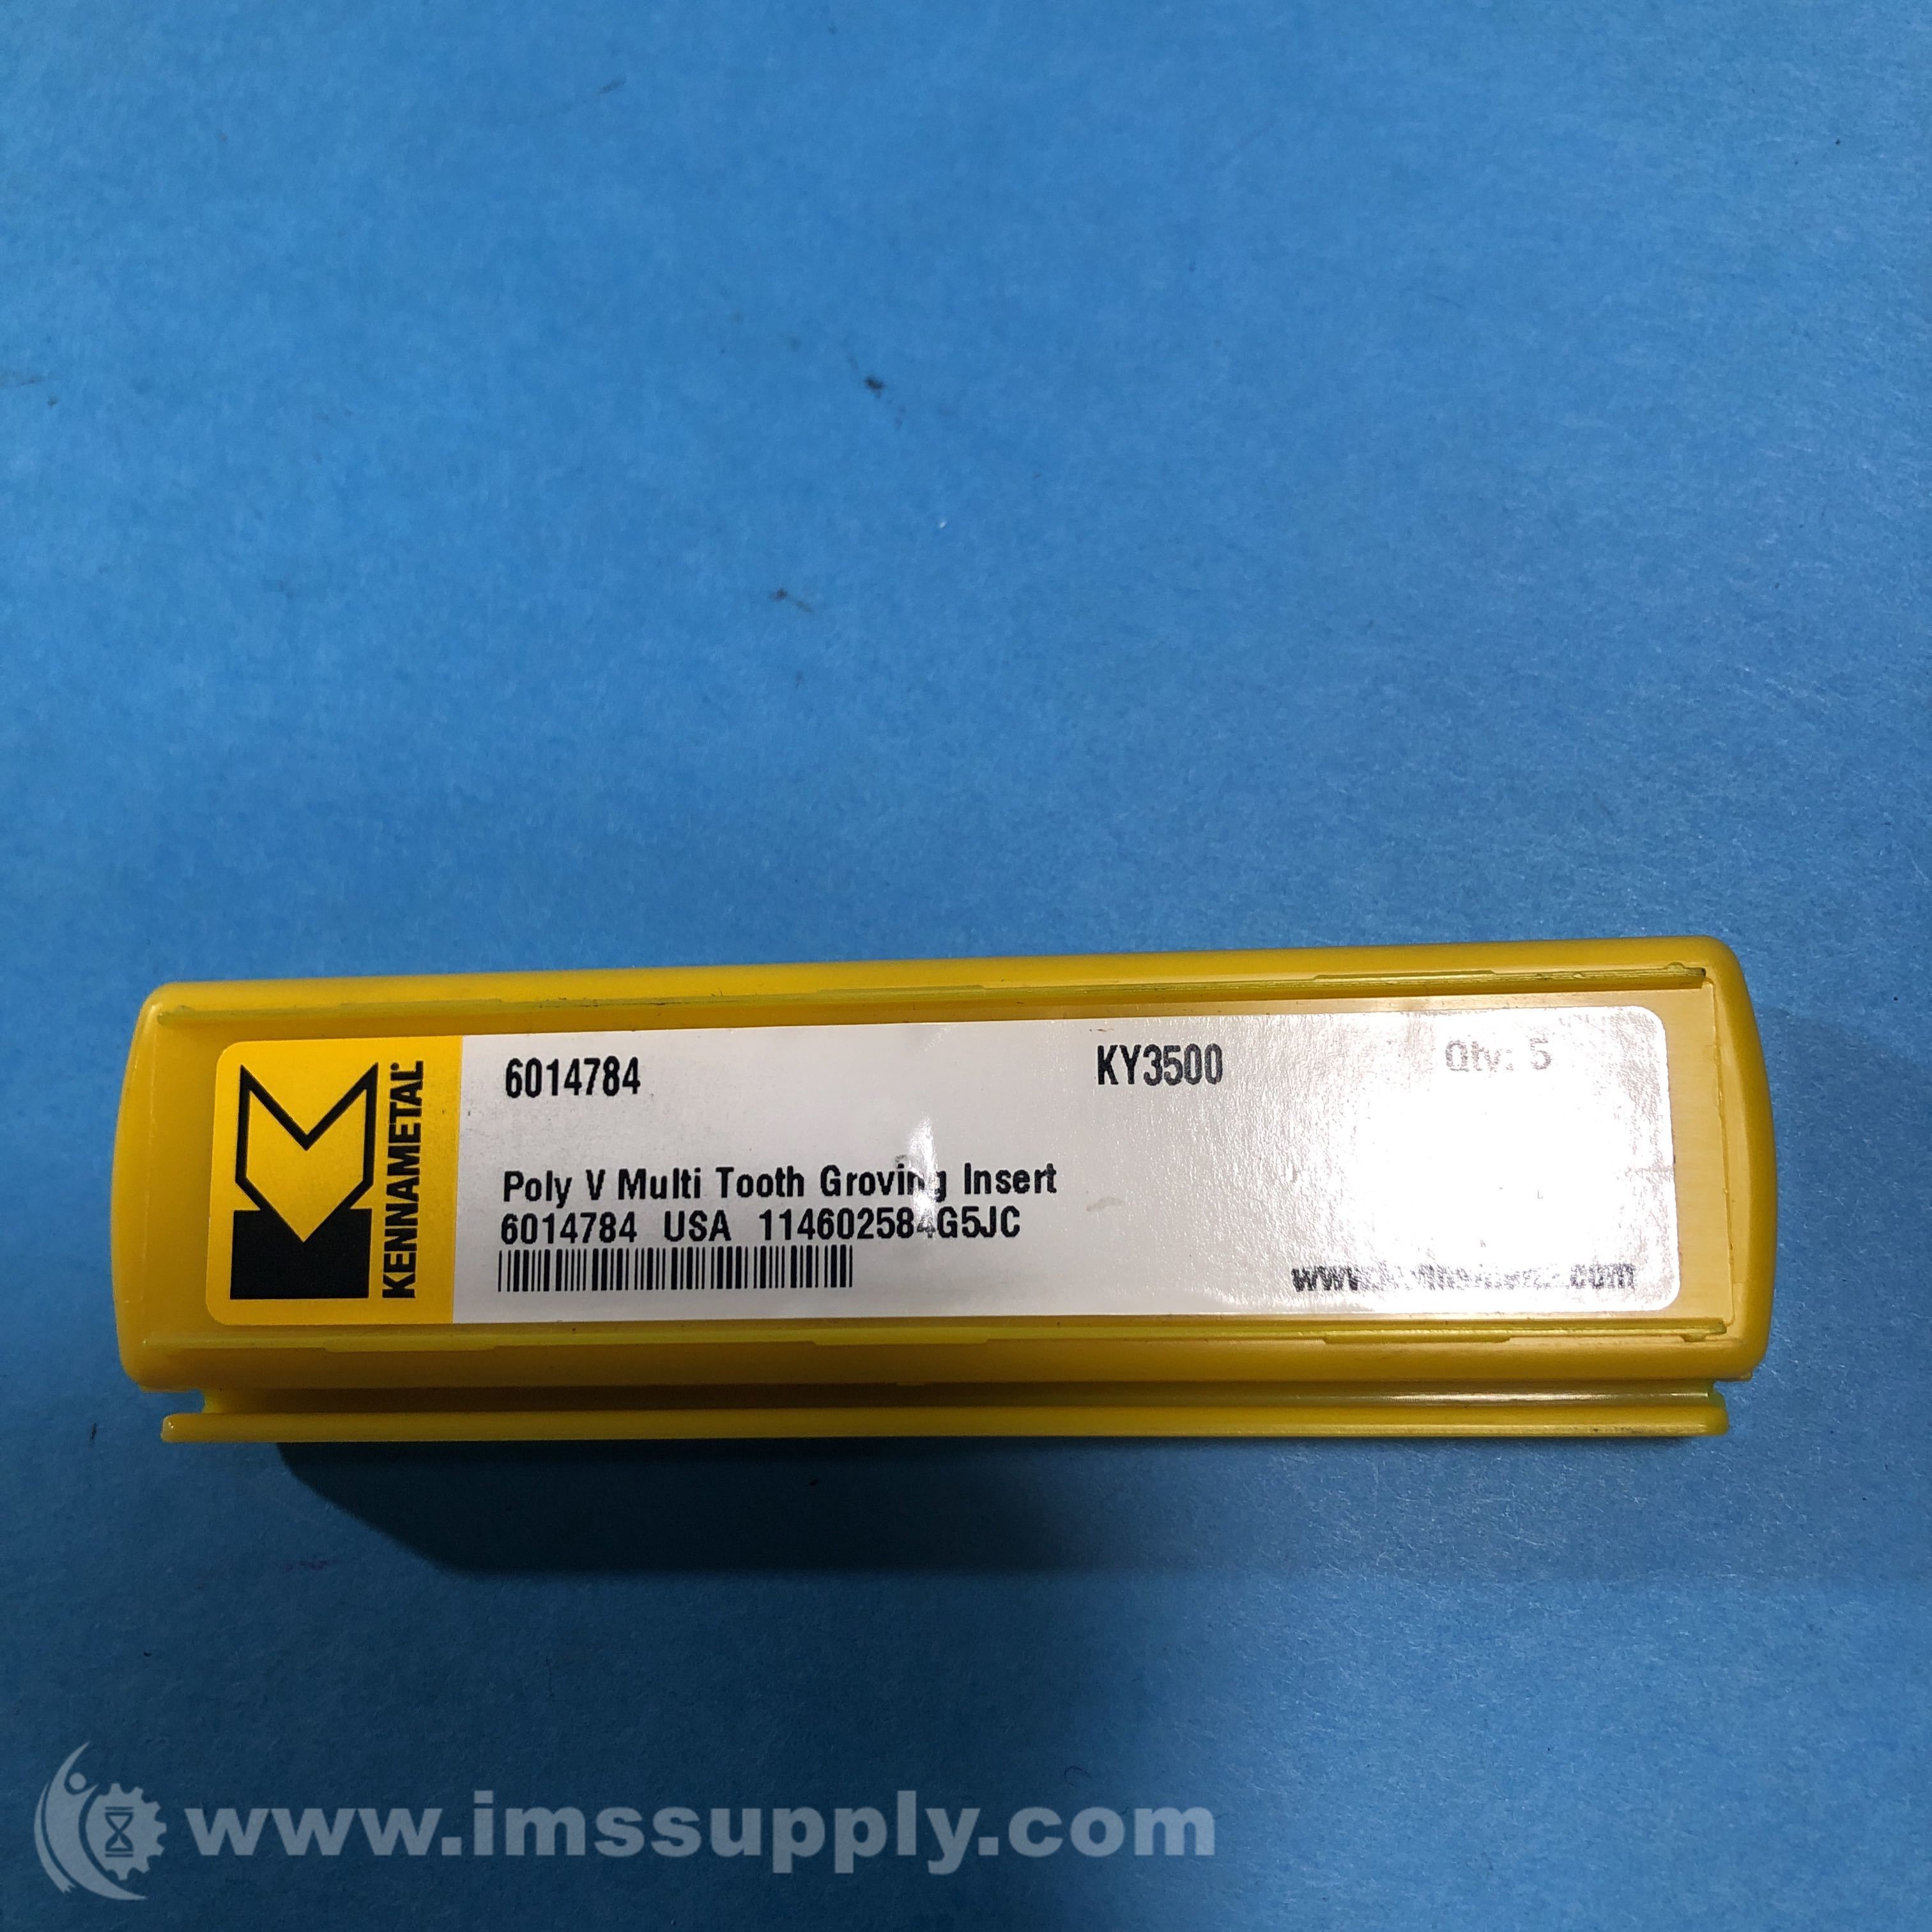 KENNAMETAL
6014784 KY3500 Qty: 5
Poly V Multi Tooth Groving Insert
6014784 USA 114602584G5JC
www.imssupply.com